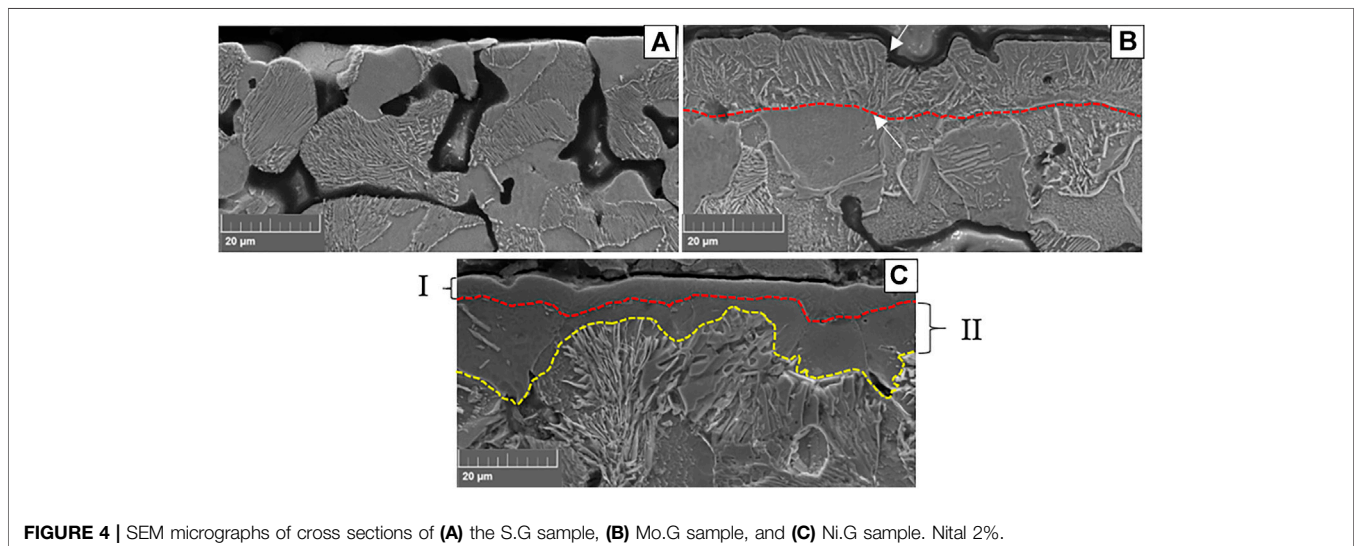 A
20 µm
B
20 µm
I
C
II
20 µm
FIGURE 4 | SEM micrographs of cross sections of (A) the S.G sample, (B) Mo.G sample, and (C) Ni.G sample. Nital 2%.